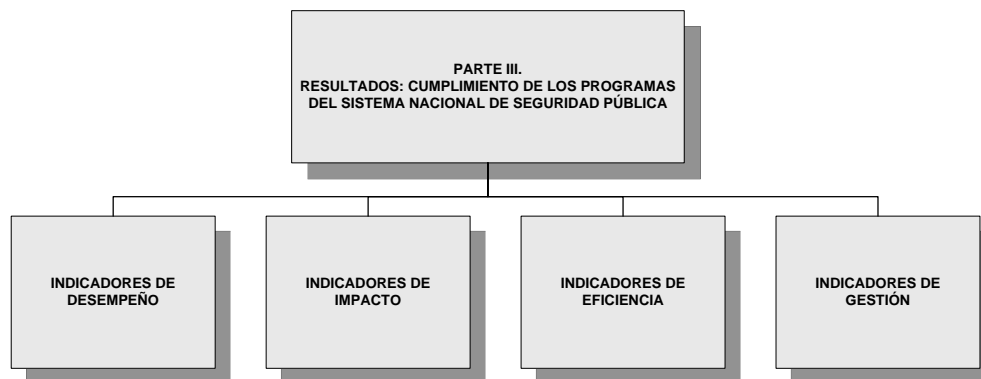 PARTE III.
RESULTADOS: CUMPLIMIENTO DE LOS PROGRAMAS
DEL SISTEMA NACIONAL DE SEGURIDAD PÚBLICA
INDICADORES DE
DESEMPEÑO
INDICADORES DE
IMPACTO
INDICADORES DE
EFICIENCIA
INDICADORES DE
GESTIÓN